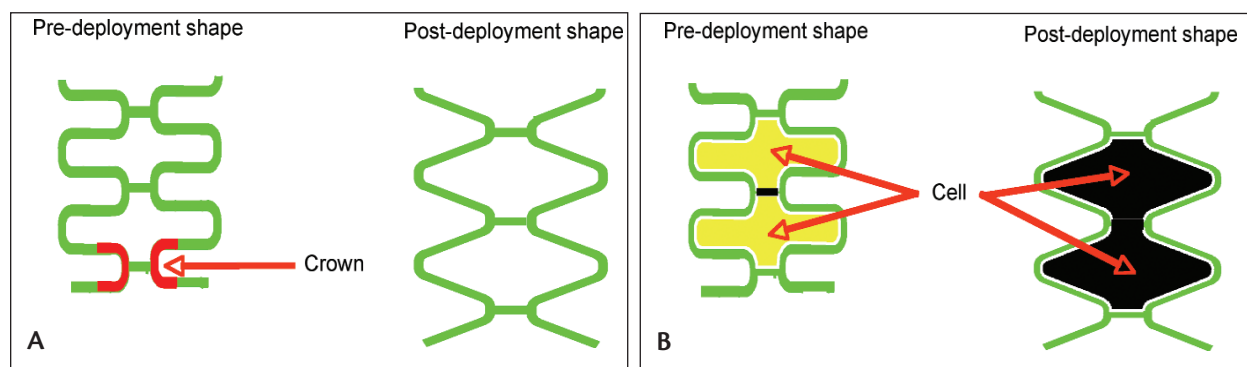 Pre-deployment shape
Post-deployment shape
Crown
A
Pre-deployment shape
Post-deployment shape
Cell
B